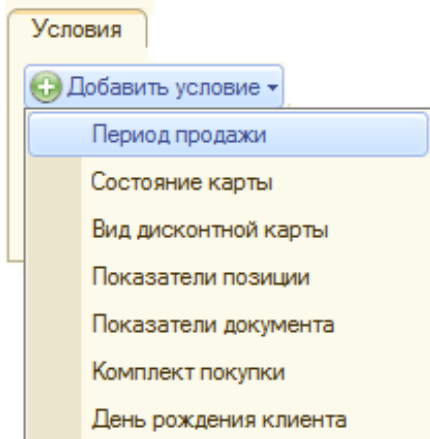 Условия
Добавить условие
Период продажи
Состояние карты
Вид дисконтной карты
Показатели позиции
Показатели документа
Комплект покупки
День рождения клиента